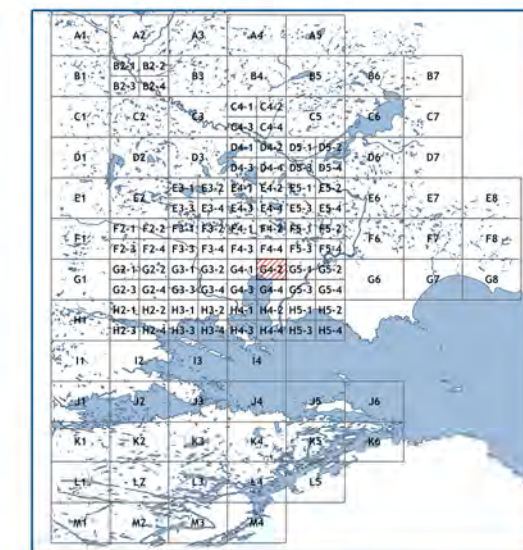 A1 A2 A3 A4 A5
B2-1 B2-2
B1 B3 B4 B5 B6 B7
B2-3 B2-4
C4-1 C4-2
C1 C2 C3 C5 C6 C7
C4-3 C4-4
D4-1 D4-2 D5-1 D5-2
D1 D2 D3 D6 D7
D4-3 D4-4 D5-3 D5-4
E3-1 E3-2 E4-1 E4-2 E5-1 E5-2
E1 E2 E6 E7 E8
E3-3 E3-4 E4-3 E4-4 E5-3 E5-4
F2-1 F2-2 F3-1 F3-2 F4-1 F4-2 F5-1 F5-2
F1 F6 F7 F8
F2-3 F2-4 F3-3 F3-4 F4-3 F4-4 F5-3 F5-4
G2-1 G2-2 G3-1 G3-2 G4-1 G4-2 G5-1 G5-2
G1 G6 G7 G8
G2-3 G2-4 G3-3 G3-4 G4-3 G4-4 G5-3 G5-4
H2-1 H2-2 H3-1 H3-2 H4-1 H4-2 H5-1 H5-2
H1
H2-3 H2-4 H3-3 H3-4 H4-3 H4-4 H5-3 H5-4
I1 I2 I3 I4
J1 J2 J3 J4 J5 J6
K1 K2 K3 K4 K5 K6
L1 L2 L3 L4 L5
M1 M2 M3 M4